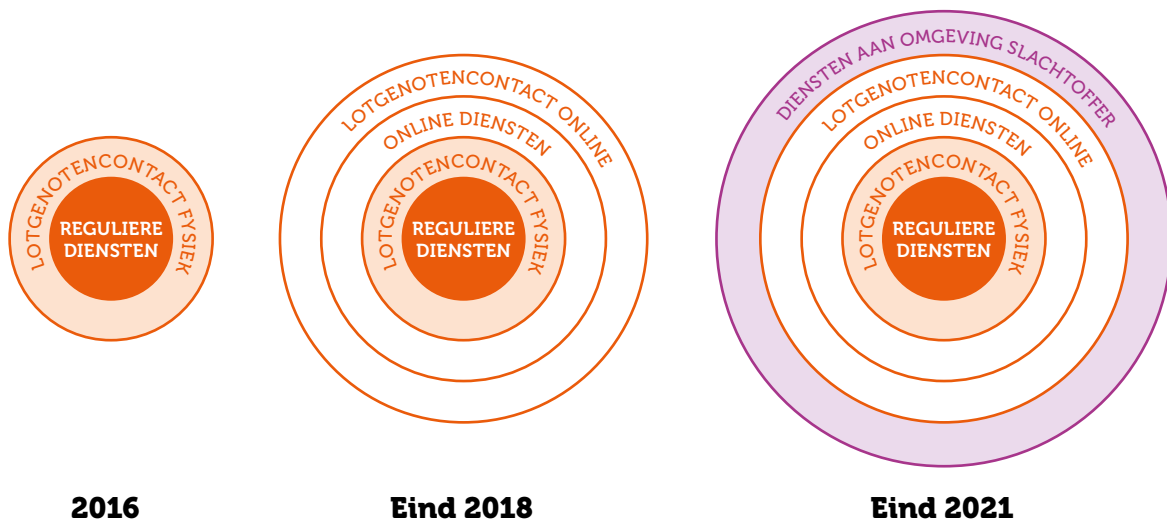 LOTGENOTENCONTACT FYSIEK
REGULIERE
DIENSTEN
2016
LOTGENOTENCONTACT ONLINE
ONLINE DIENSTEN
LOTGENOTENCONTACT FYSIEK
REGULIERE
DIENSTEN
Eind 2018
DIENSTEN AAN OMGEVING SLACHTOFFER
LOTGENOTENCONTACT ONLINE
ONLINE DIENSTEN
LOTGENOTENCONTACT FYSIEK
REGULIERE
DIENSTEN
Eind 2021